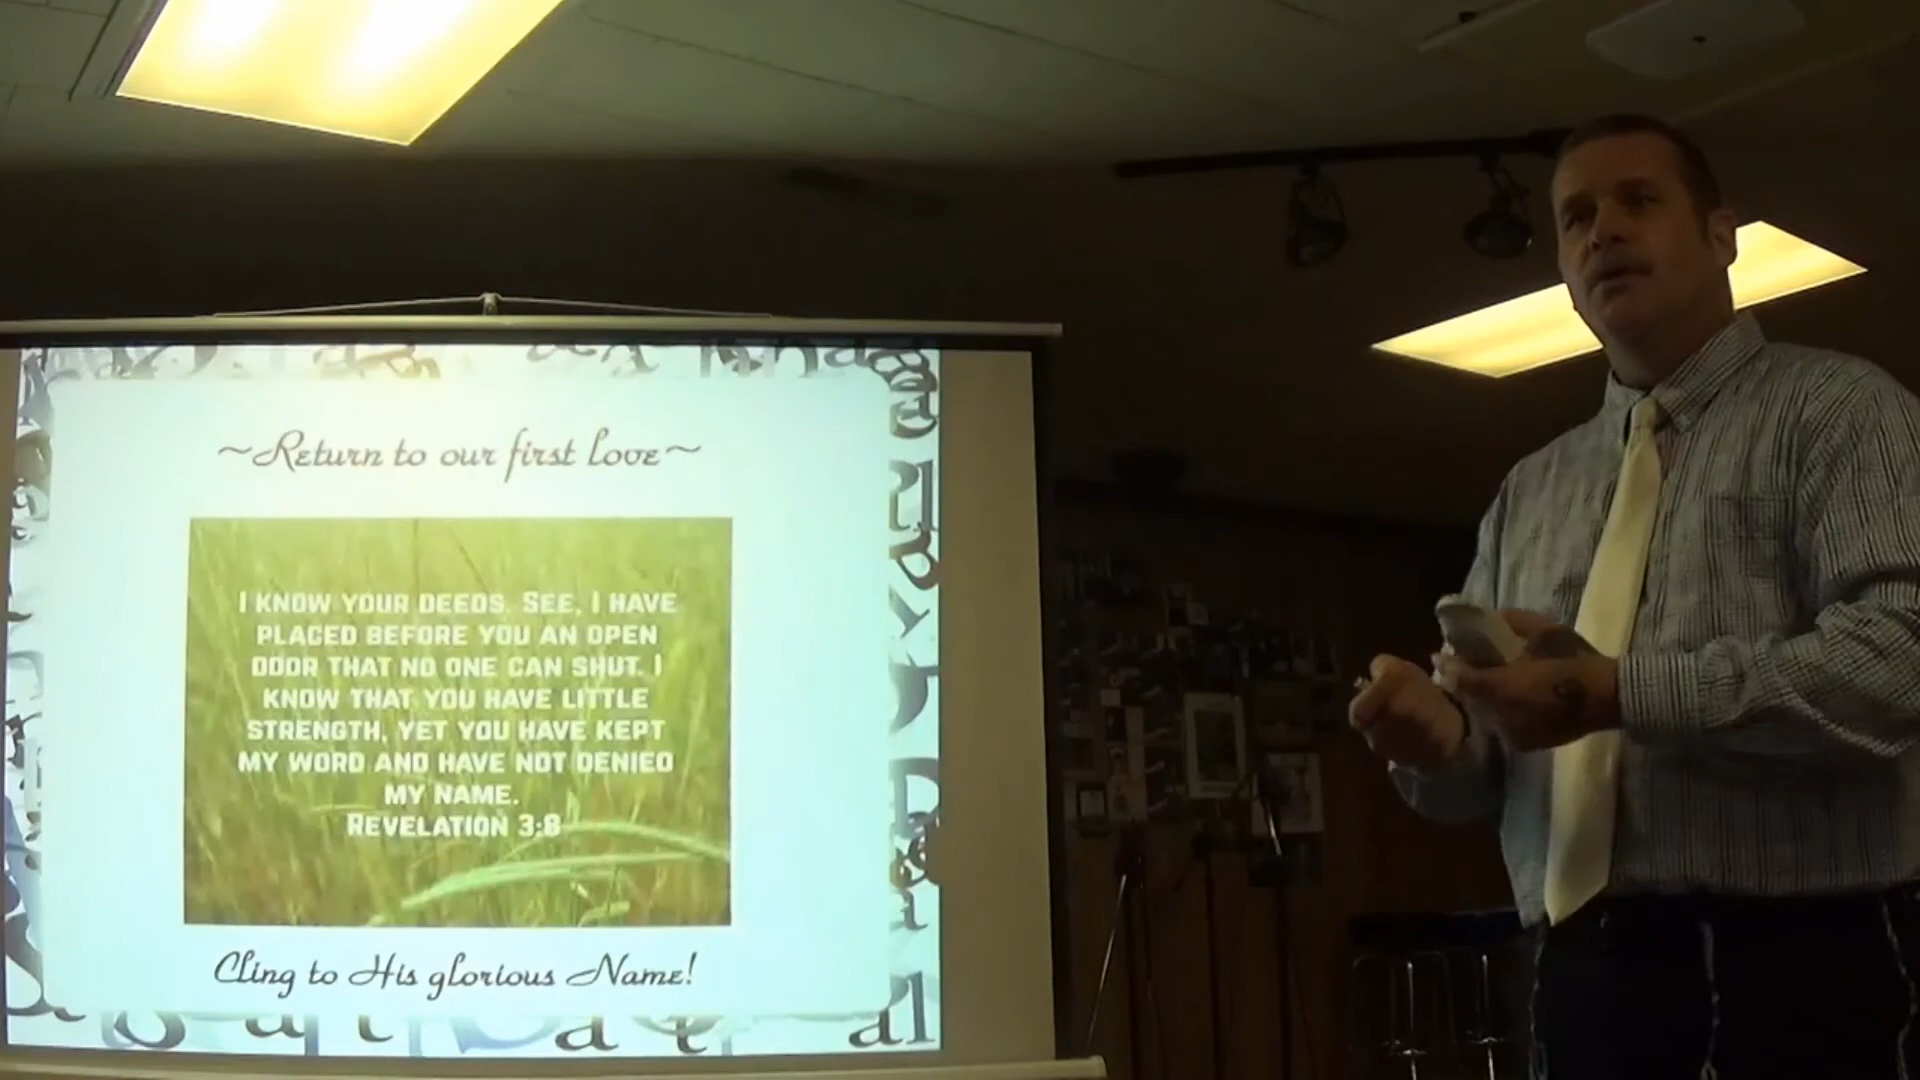 ~Return to our first love~
I KNOW YOUR DEEDS. SEE, I HAVE
PLACED BEFORE YOU AN OPEN
DOOR THAT NO ONE CAN SHUT. I
KNOW THAT YOU HAVE LITTLE
STRENGTH, YET YOU HAVE KEPT
MY WORD AND HAVE NOT DENIED
MY NAME.
REVELATION 3:8
Cling to His glorious Name!